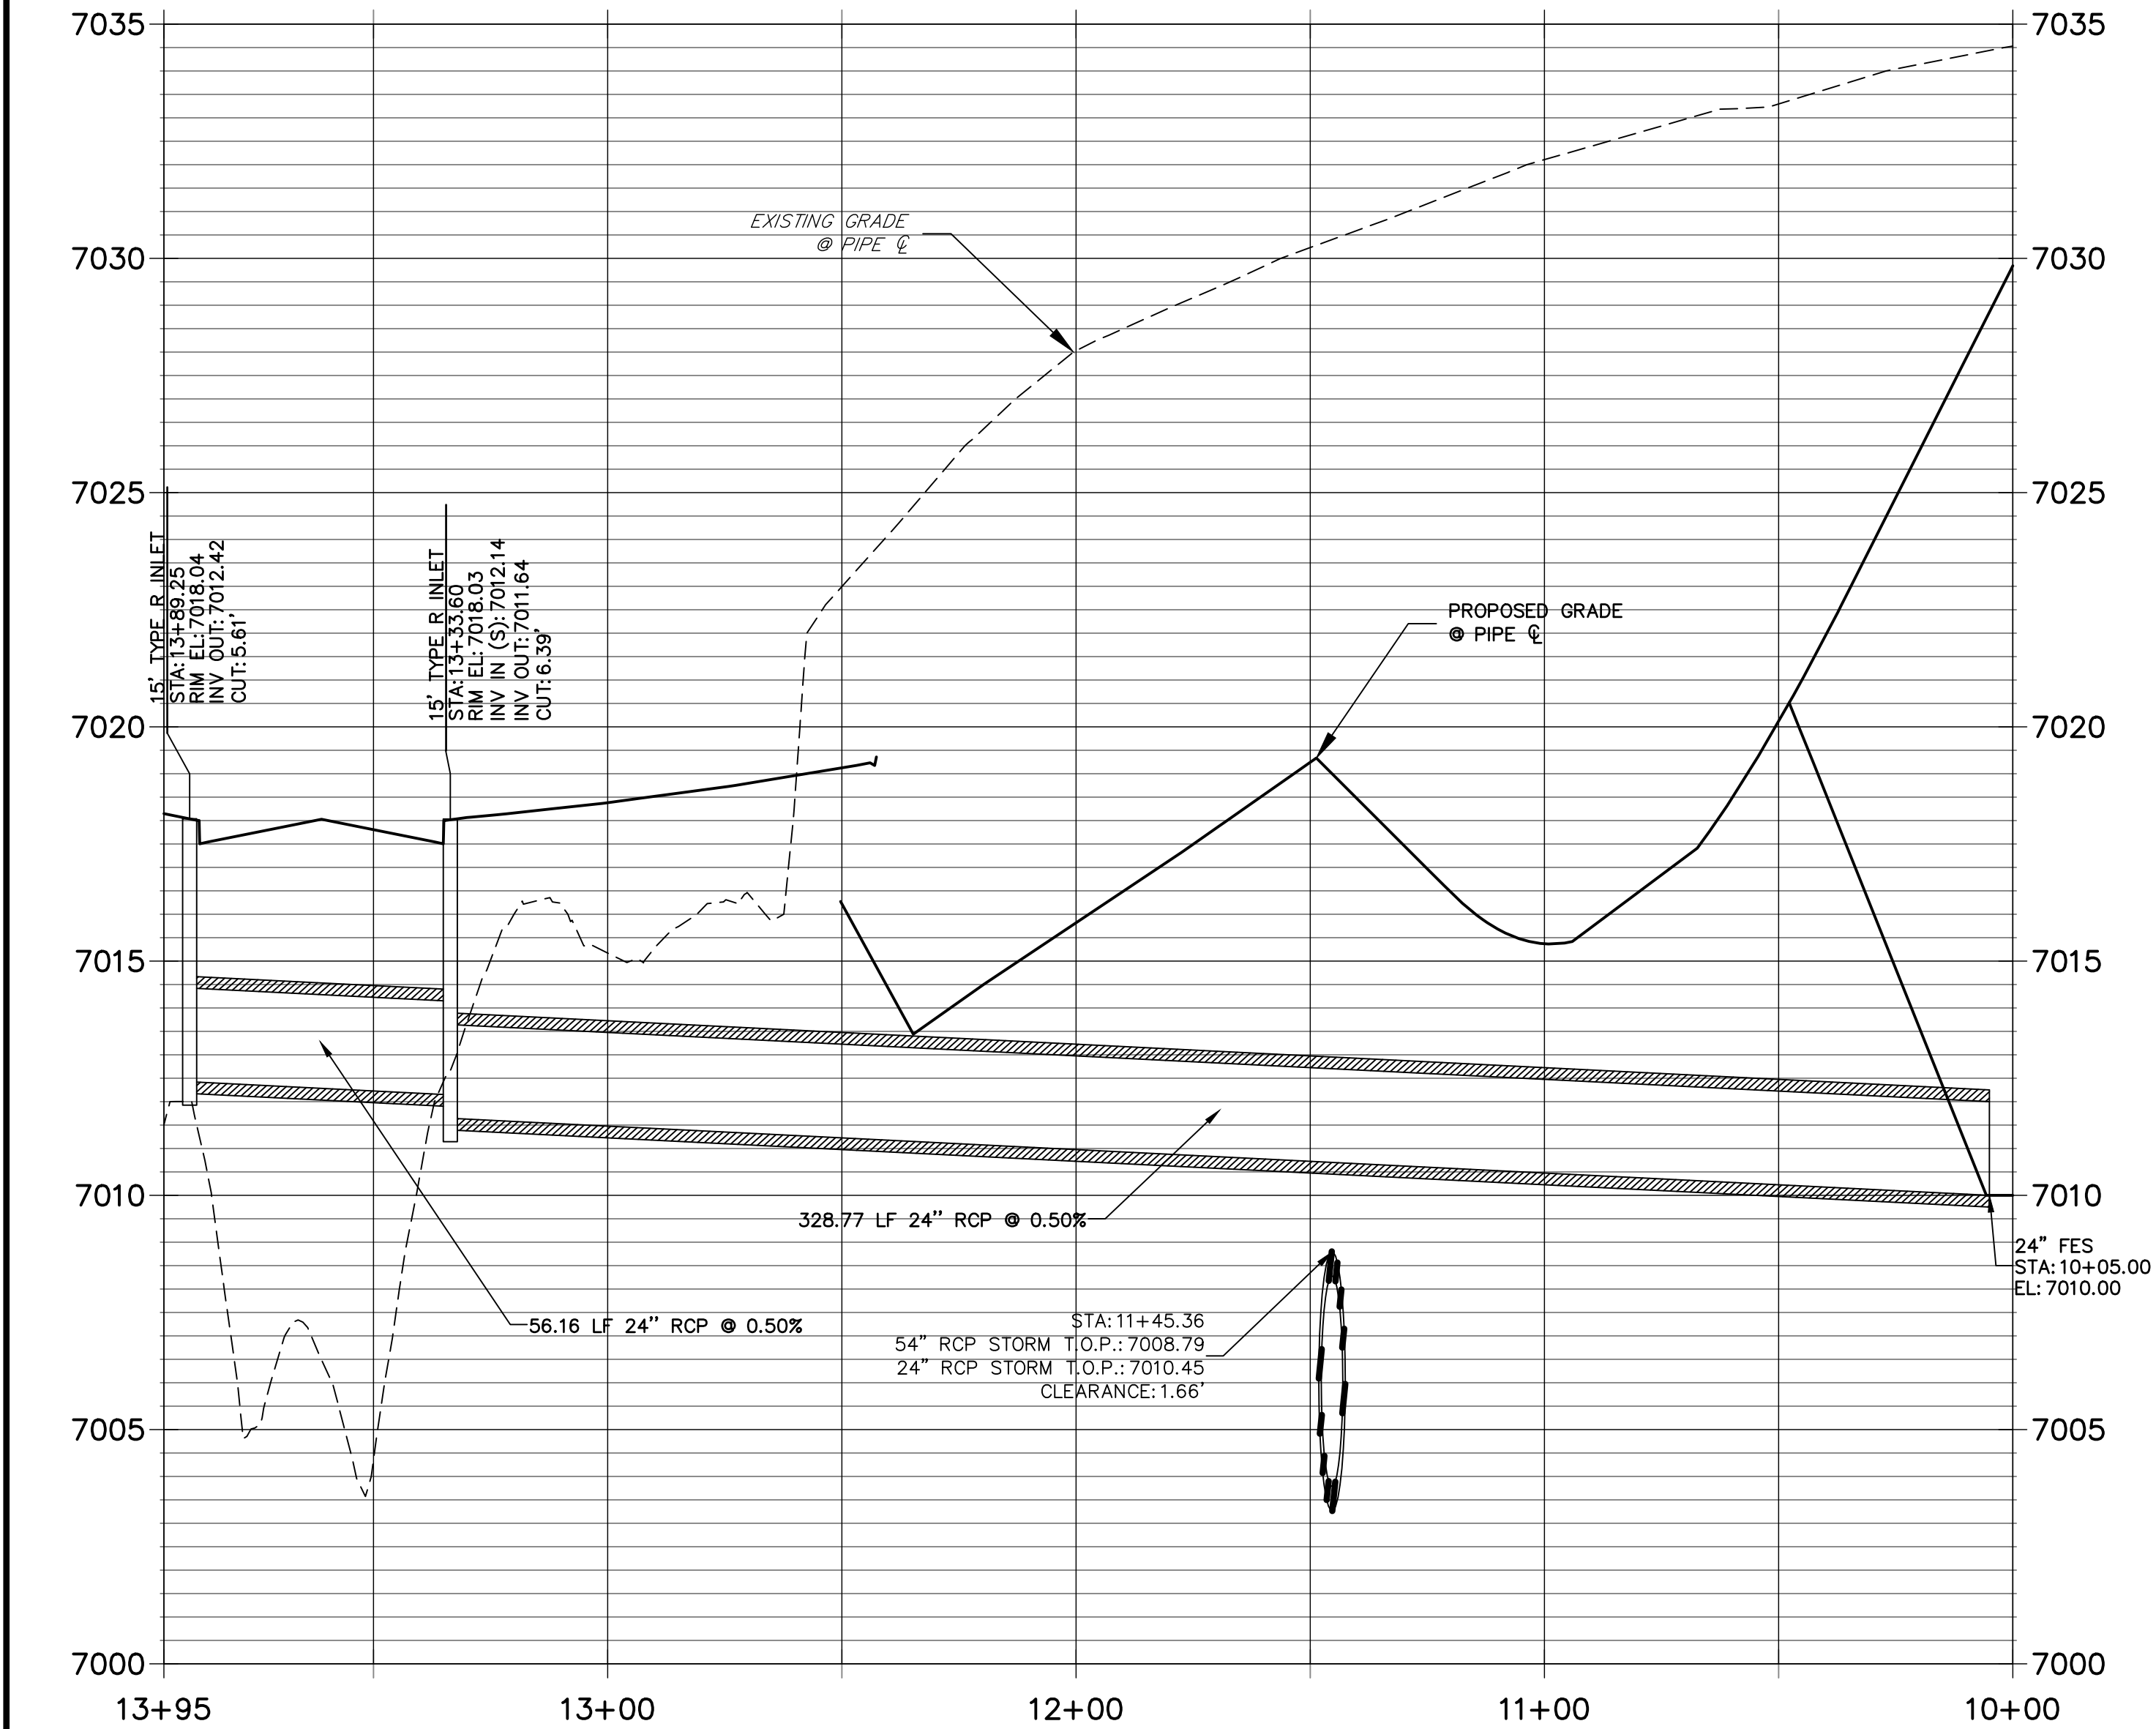 7035
7035
EXISTING GRADE
@ PIPE ℄
7030
7030
7025
7025
15' TYPE R INLET
STA:13+89.25
RIM EL:7018.04
INV OUT:7012.42
CUT:5.61'
15' TYPE R INLET
STA:13+33.60
RIM EL:7018.03
INV IN (S):7012.14
INV OUT:7011.64
CUT:6.39'
PROPOSED GRADE
@ PIPE ℄
7020
7020
7015
7015
7010
7010
328.77 LF 24" RCP @ 0.50%
24" FES
STA:10+05.00
EL:7010.00
56.16 LF 24" RCP @ 0.50%
STA:11+45.36
54" RCP STORM T.O.P.:7008.79
24" RCP STORM T.O.P.:7010.45
CLEARANCE:1.66'
7005
7005
7000
7000
13+95
13+00
12+00
11+00
10+00